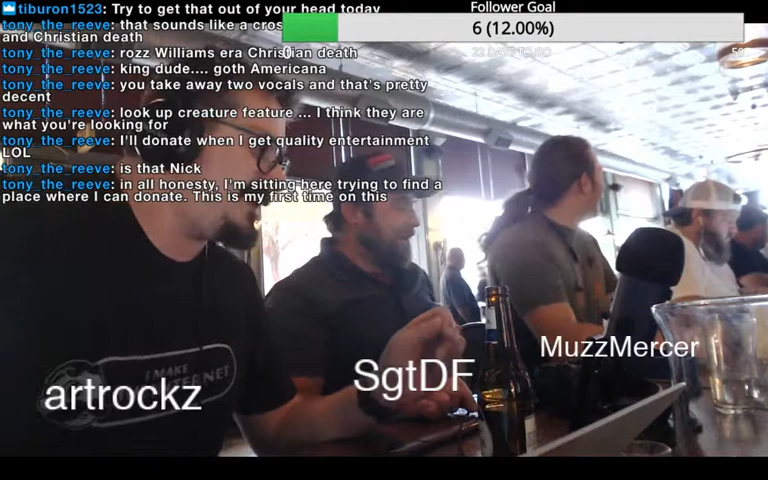 tiburon1523: Try to get that out of your head today
Follower Goal
tony_the_reeve: that sounds like a cros
and Christian death
6 (12.00%)
tony_the_reeve: rozz Williams era Christian death
22 DAYS TO GO
tony_the_reeve: king dude.... goth Americana
tony_the_reeve: you take away two vocals and that's pretty
decent
tony_the_reeve: look up creature feature ... I think they are
what you're looking for
tony_the_reeve: I'll donate when I get quality entertainment
LOL
tony_the_reeve: is that Nick
tony_the_reeve: in all honesty, I'm sitting here trying to find a
place where I can donate. This is my first time on this
MuzzMercer
SgtDF
I MAKE
artrockz